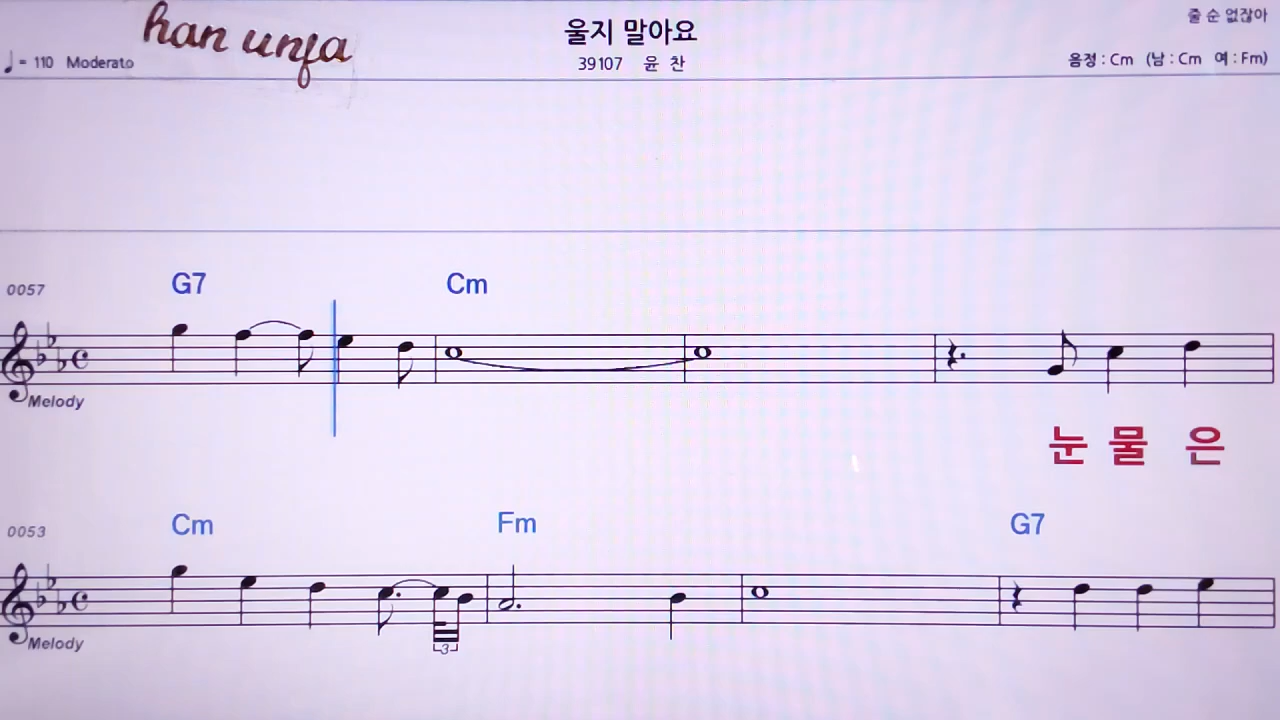 han unja
울지 말아요
줄 순 없잖아
♩= 110 Moderato
39107 윤 찬
음정 : Cm (남 : Cm 여 : Fm)
G7 Cm
0057
Melody
눈 물 은
Cm Fm G7
0053
3
Melody